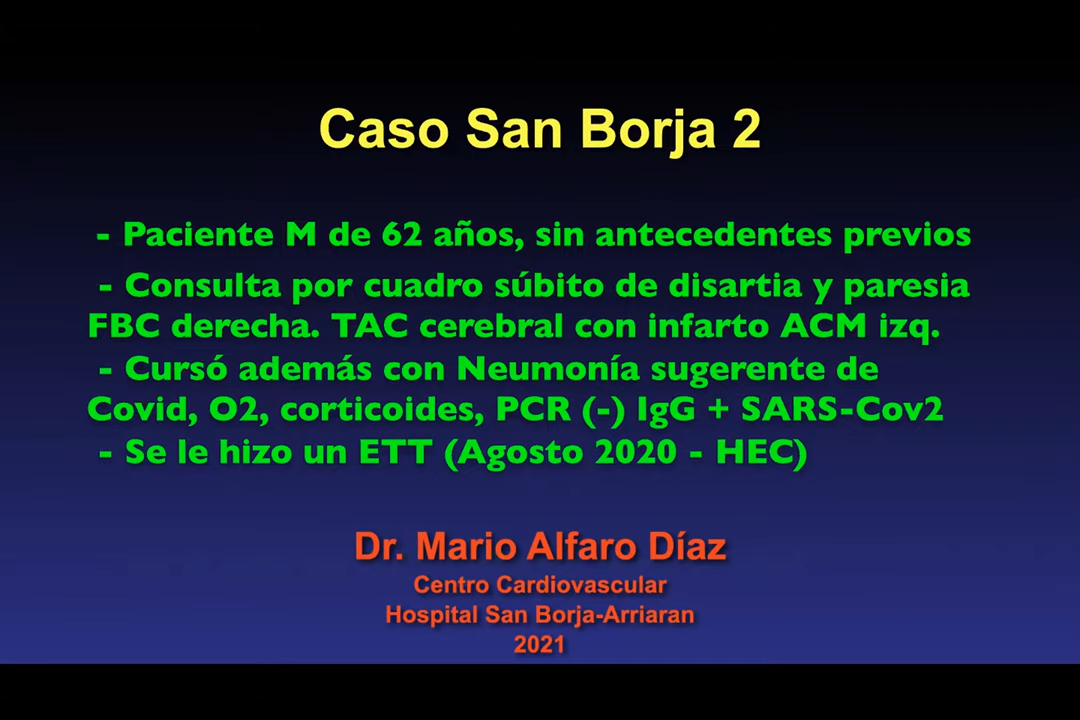 Caso San Borja 2
- Paciente M de 62 años, sin antecedentes previos
- Consulta por cuadro súbito de disartia y paresia
FBC derecha. TAC cerebral con infarto ACM izq.
- Cursó además con Neumonía sugerente de
Covid, O2, corticoides, PCR (-) IgG + SARS-Cov2
- Se le hizo un ETT (Agosto 2020 - HEC)
Dr. Mario Alfaro Díaz
Centro Cardiovascular
Hospital San Borja-Arriaran
2021